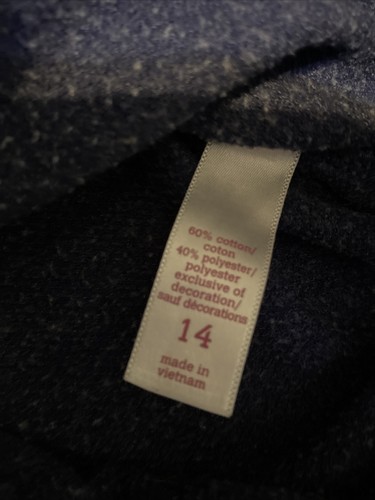 60% cotton/
coton
40% polyester/
polyester
exclusive of
decoration/
sauf décorations
14
made in
vietnam